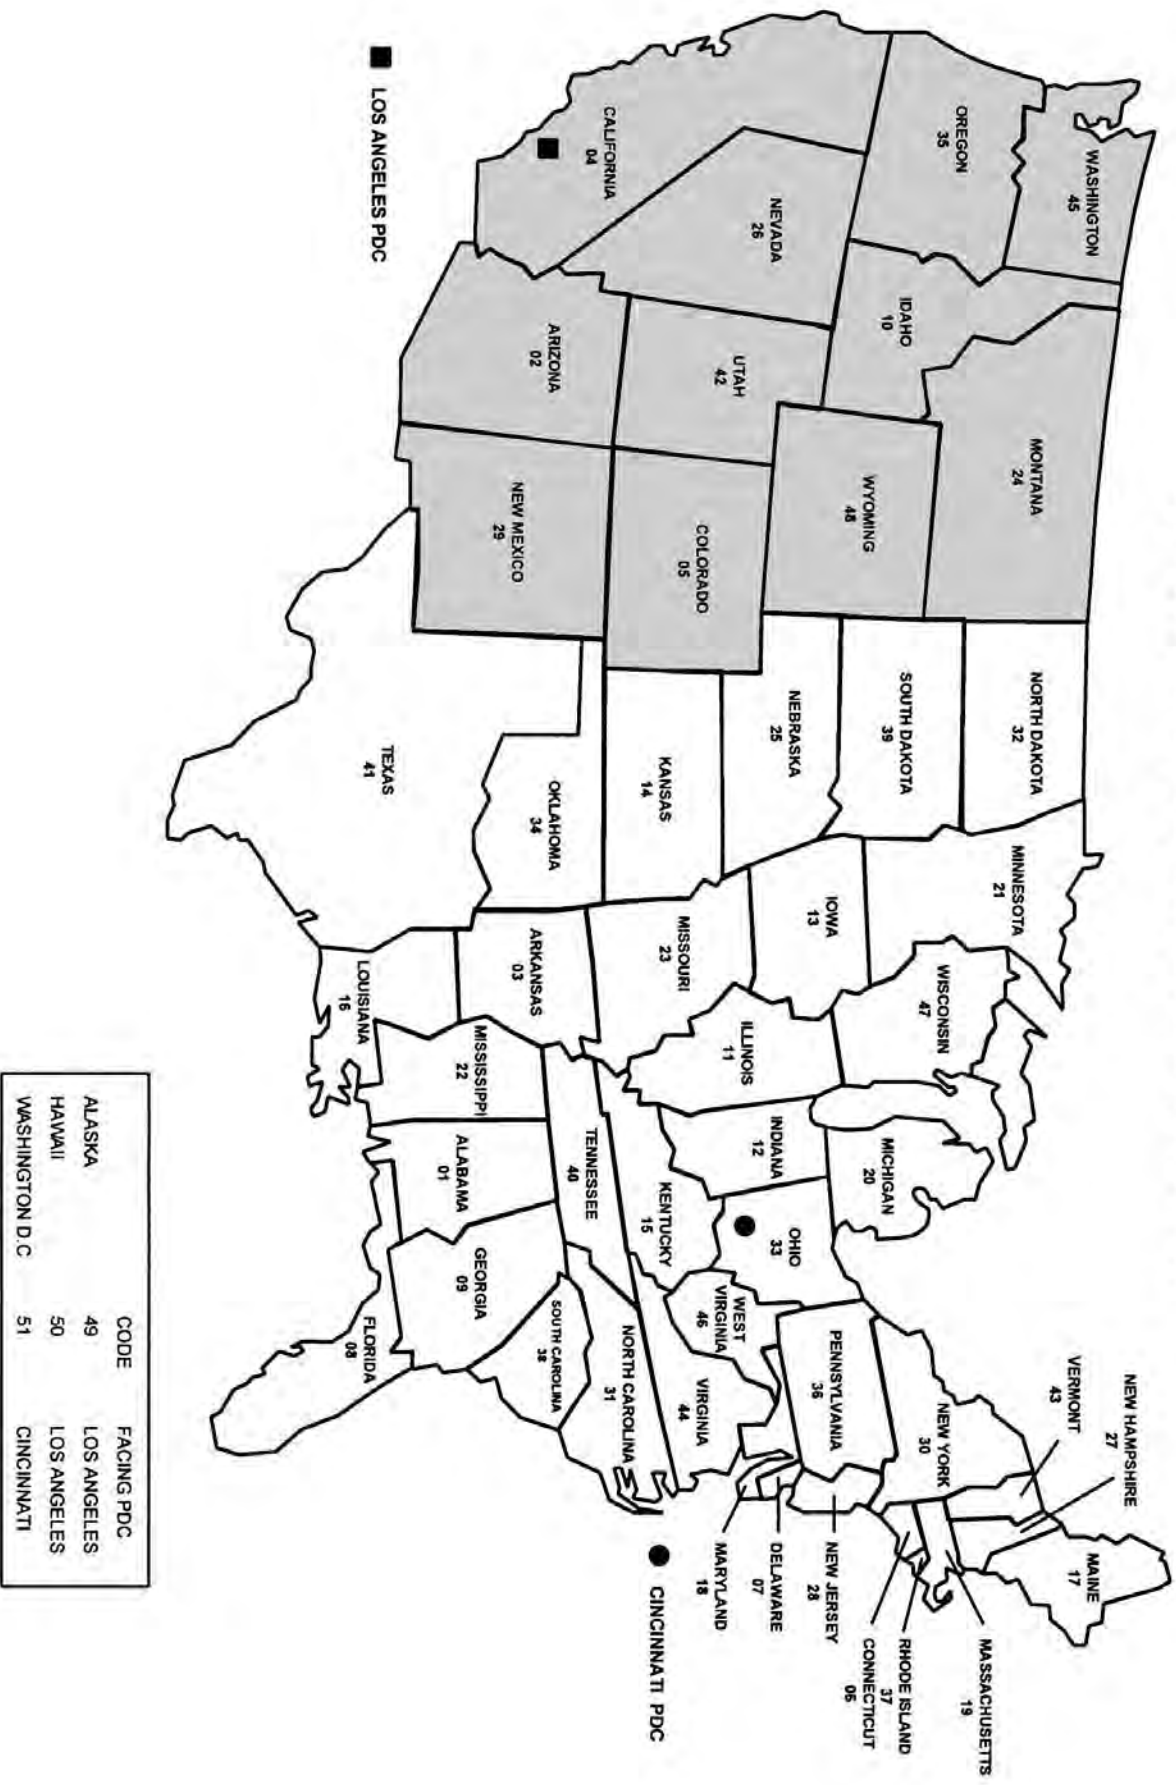 WASHINGTON
45
OREGON
35
CALIFORNIA
04
NEVADA
26
IDAHO
10
MONTANA
24
WYOMING
48
UTAH
42
ARIZONA
02
COLORADO
05
NEW MEXICO
29
NORTH DAKOTA
32
SOUTH DAKOTA
39
NEBRASKA
25
KANSAS
14
OKLAHOMA
34
TEXAS
41
MINNESOTA
21
IOWA
13
MISSOURI
23
ARKANSAS
03
LOUISIANA
16
WISCONSIN
47
ILLINOIS
11
MISSISSIPPI
22
MICHIGAN
20
INDIANA
12
OHIO
33
KENTUCKY
15
TENNESSEE
40
ALABAMA
01
GEORGIA
09
FLORIDA
08
SOUTH CAROLINA
38
NORTH CAROLINA
31
WEST
VIRGINIA
46
VIRGINIA
44
PENNSYLVANIA
36
NEW YORK
30
VERMONT
43
NEW HAMPSHIRE
27
MAINE
17
MASSACHUSETTS
19
RHODE ISLAND
37
CONNECTICUT
06
NEW JERSEY
28
DELAWARE
07
MARYLAND
18
LOS ANGELES PDC
CINCINNATI PDC
CODE FACING PDC
ALASKA 49 LOS ANGELES
HAWAII 50 LOS ANGELES
WASHINGTON D.C 51 CINCINNATI